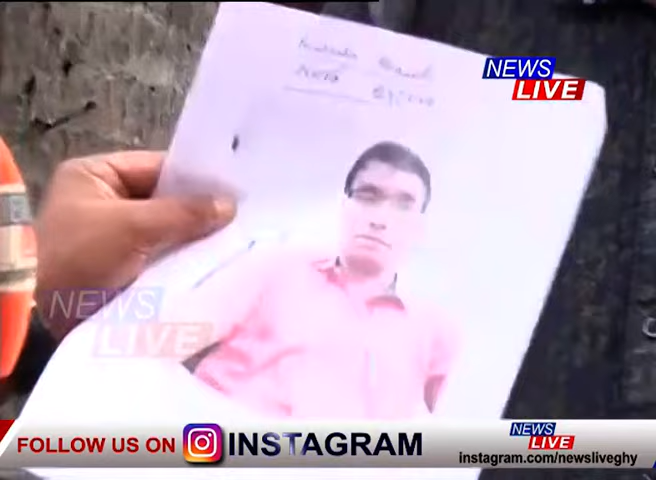 NEWS
LIVE
NEWS
LIVE
FOLLOW US ON INSTAGRAM
NEWS
LIVE
instagram.com/newsliveghy